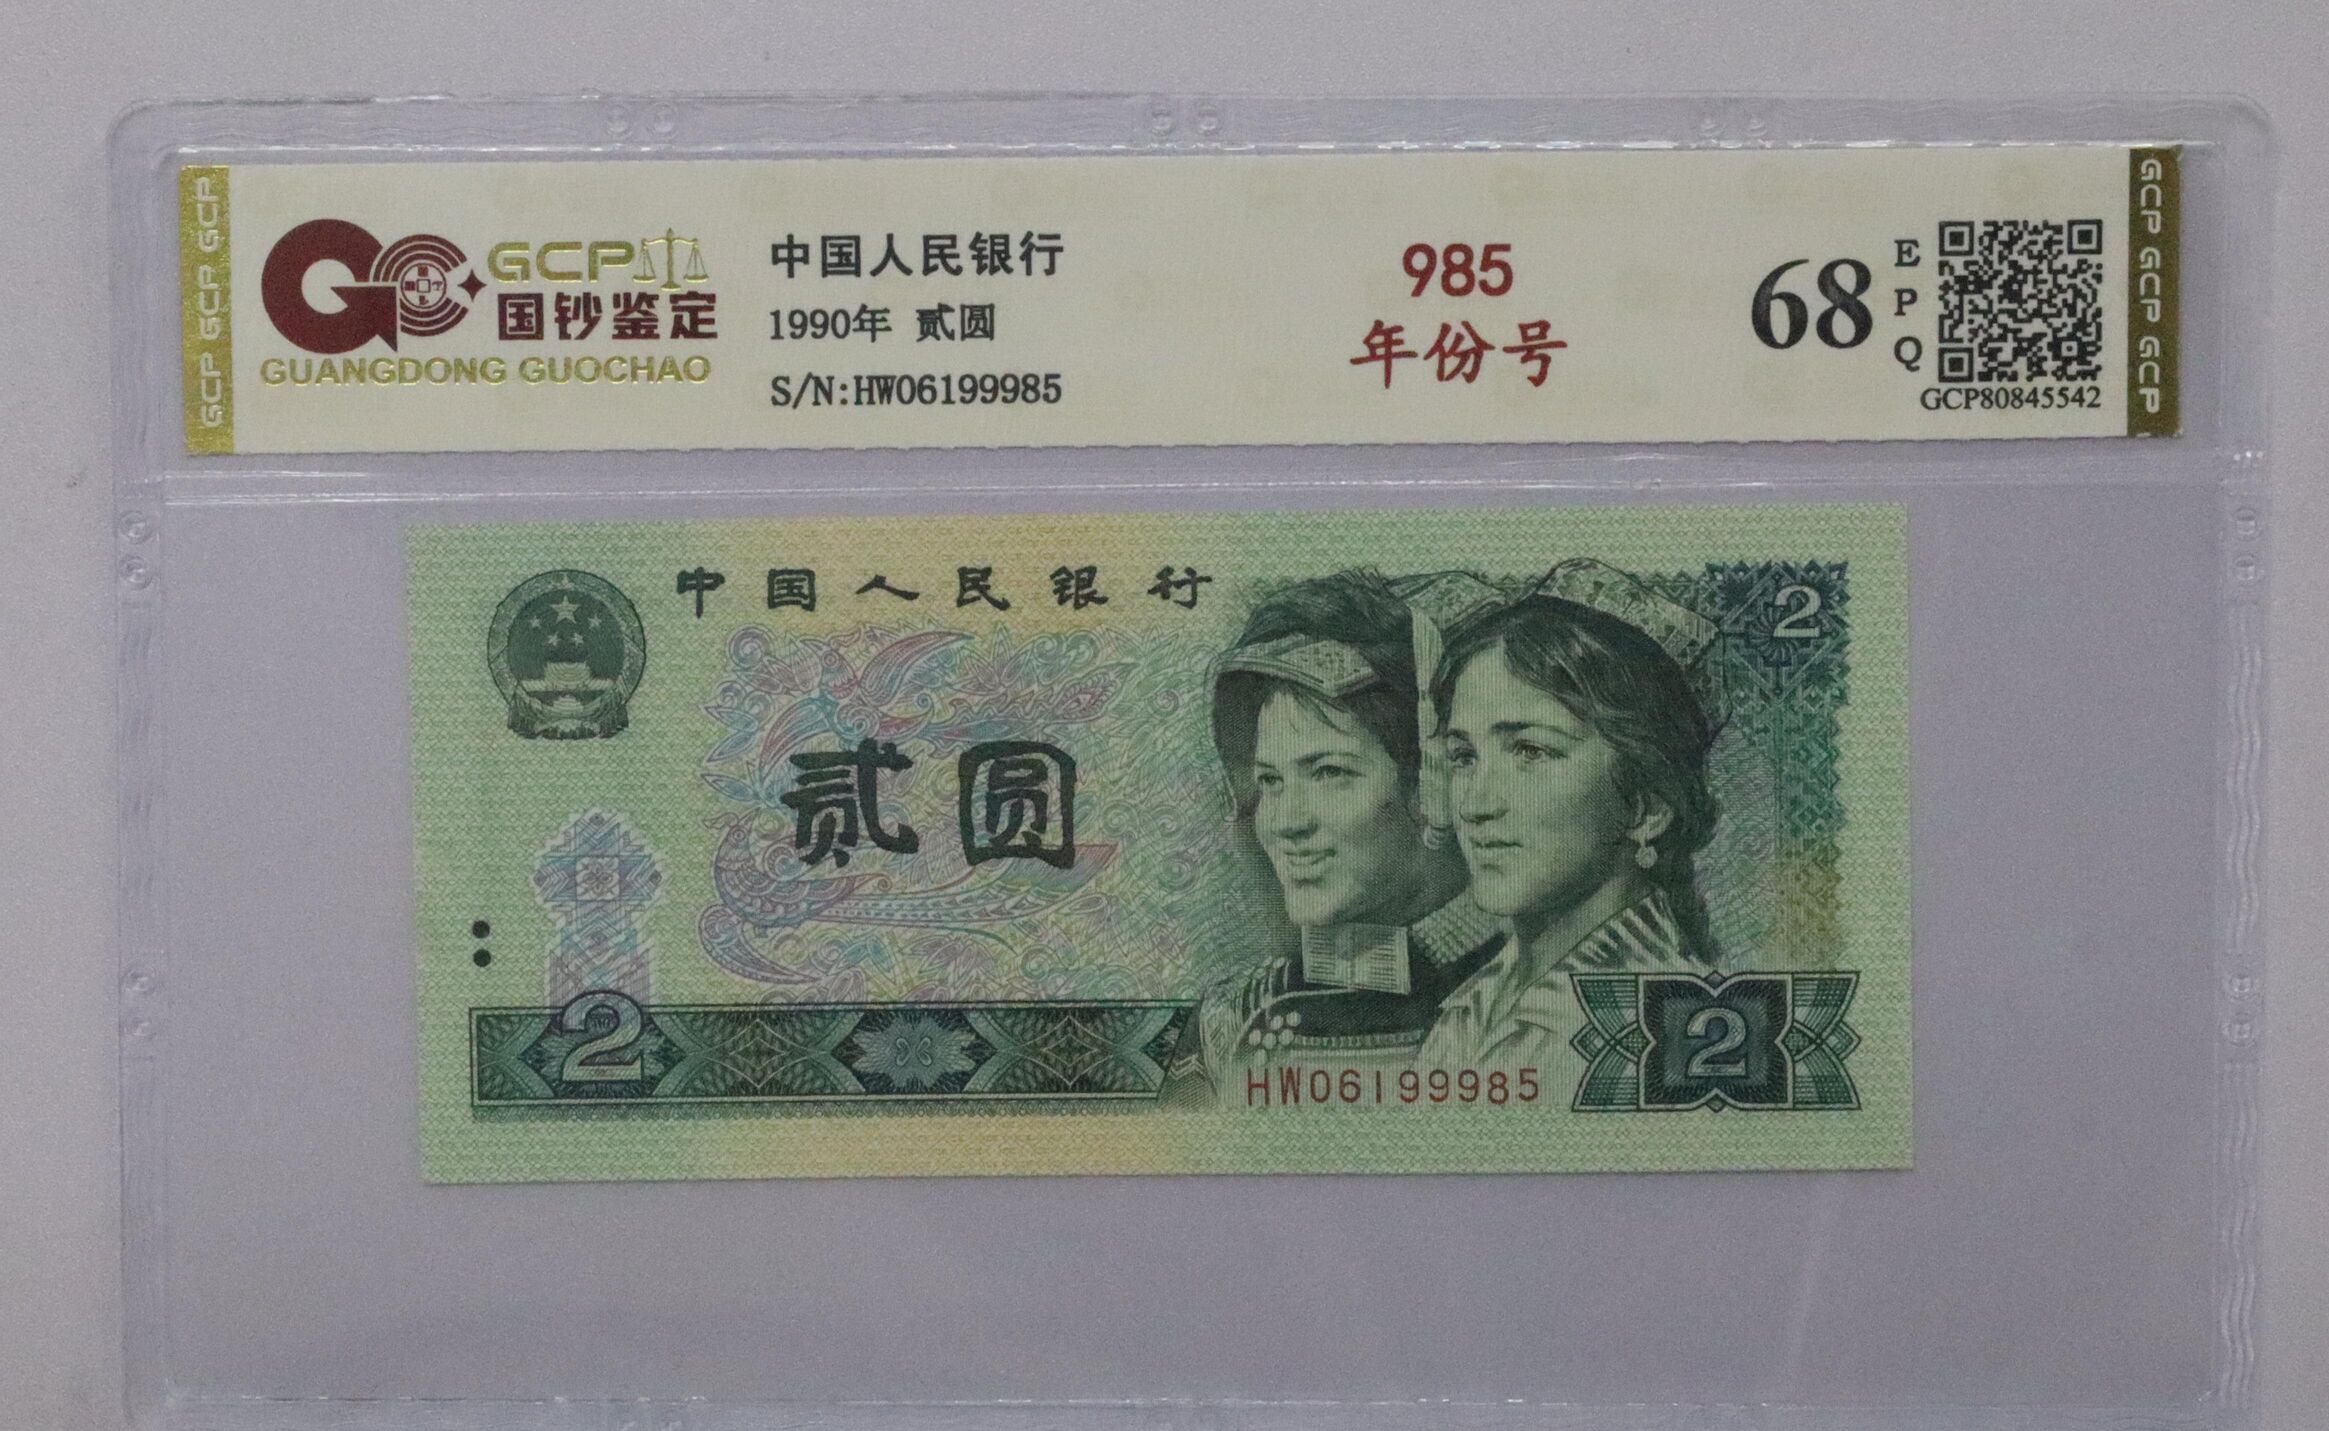 GCP GCP GCP
GCP
国钞鉴定
GUANGDONG GUOCHAO
中国人民银行
1990年 贰圆
S/N:HW06199985
985
年份号
68
EPQ
GCP80845542
GCP GCP GCP
中国人民银行
2
贰圆
2
HW06199985
2